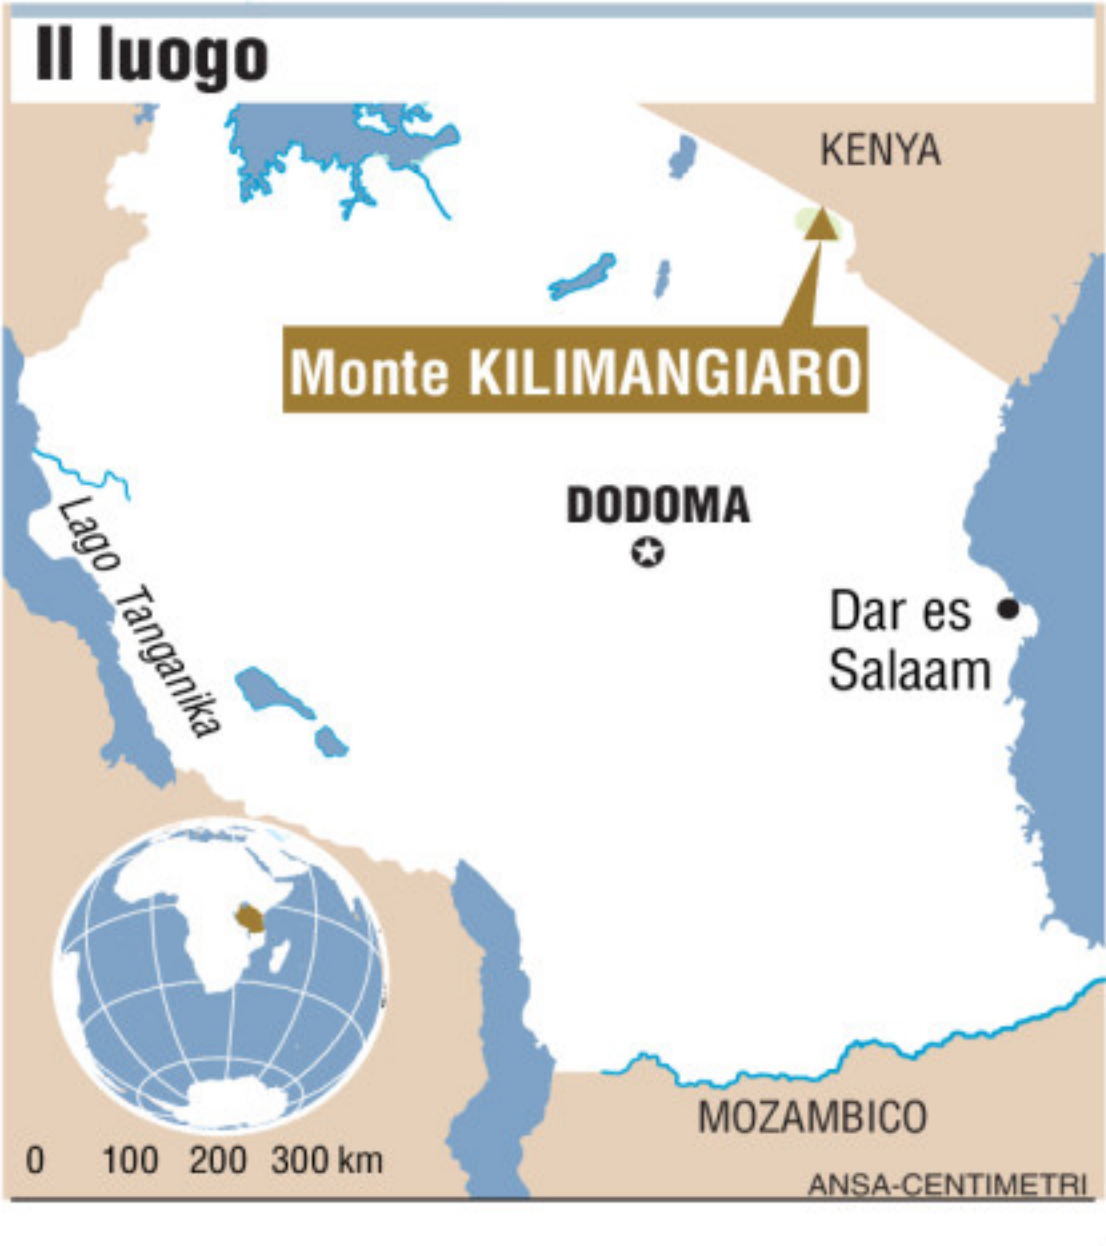 Il luogo
KENYA
Monte KILIMANGIARO
DODOMA
Dar es
Salaam
Lago Tanganika
MOZAMBICO
0 100 200 300 km
ANSA-CENTIMETRI